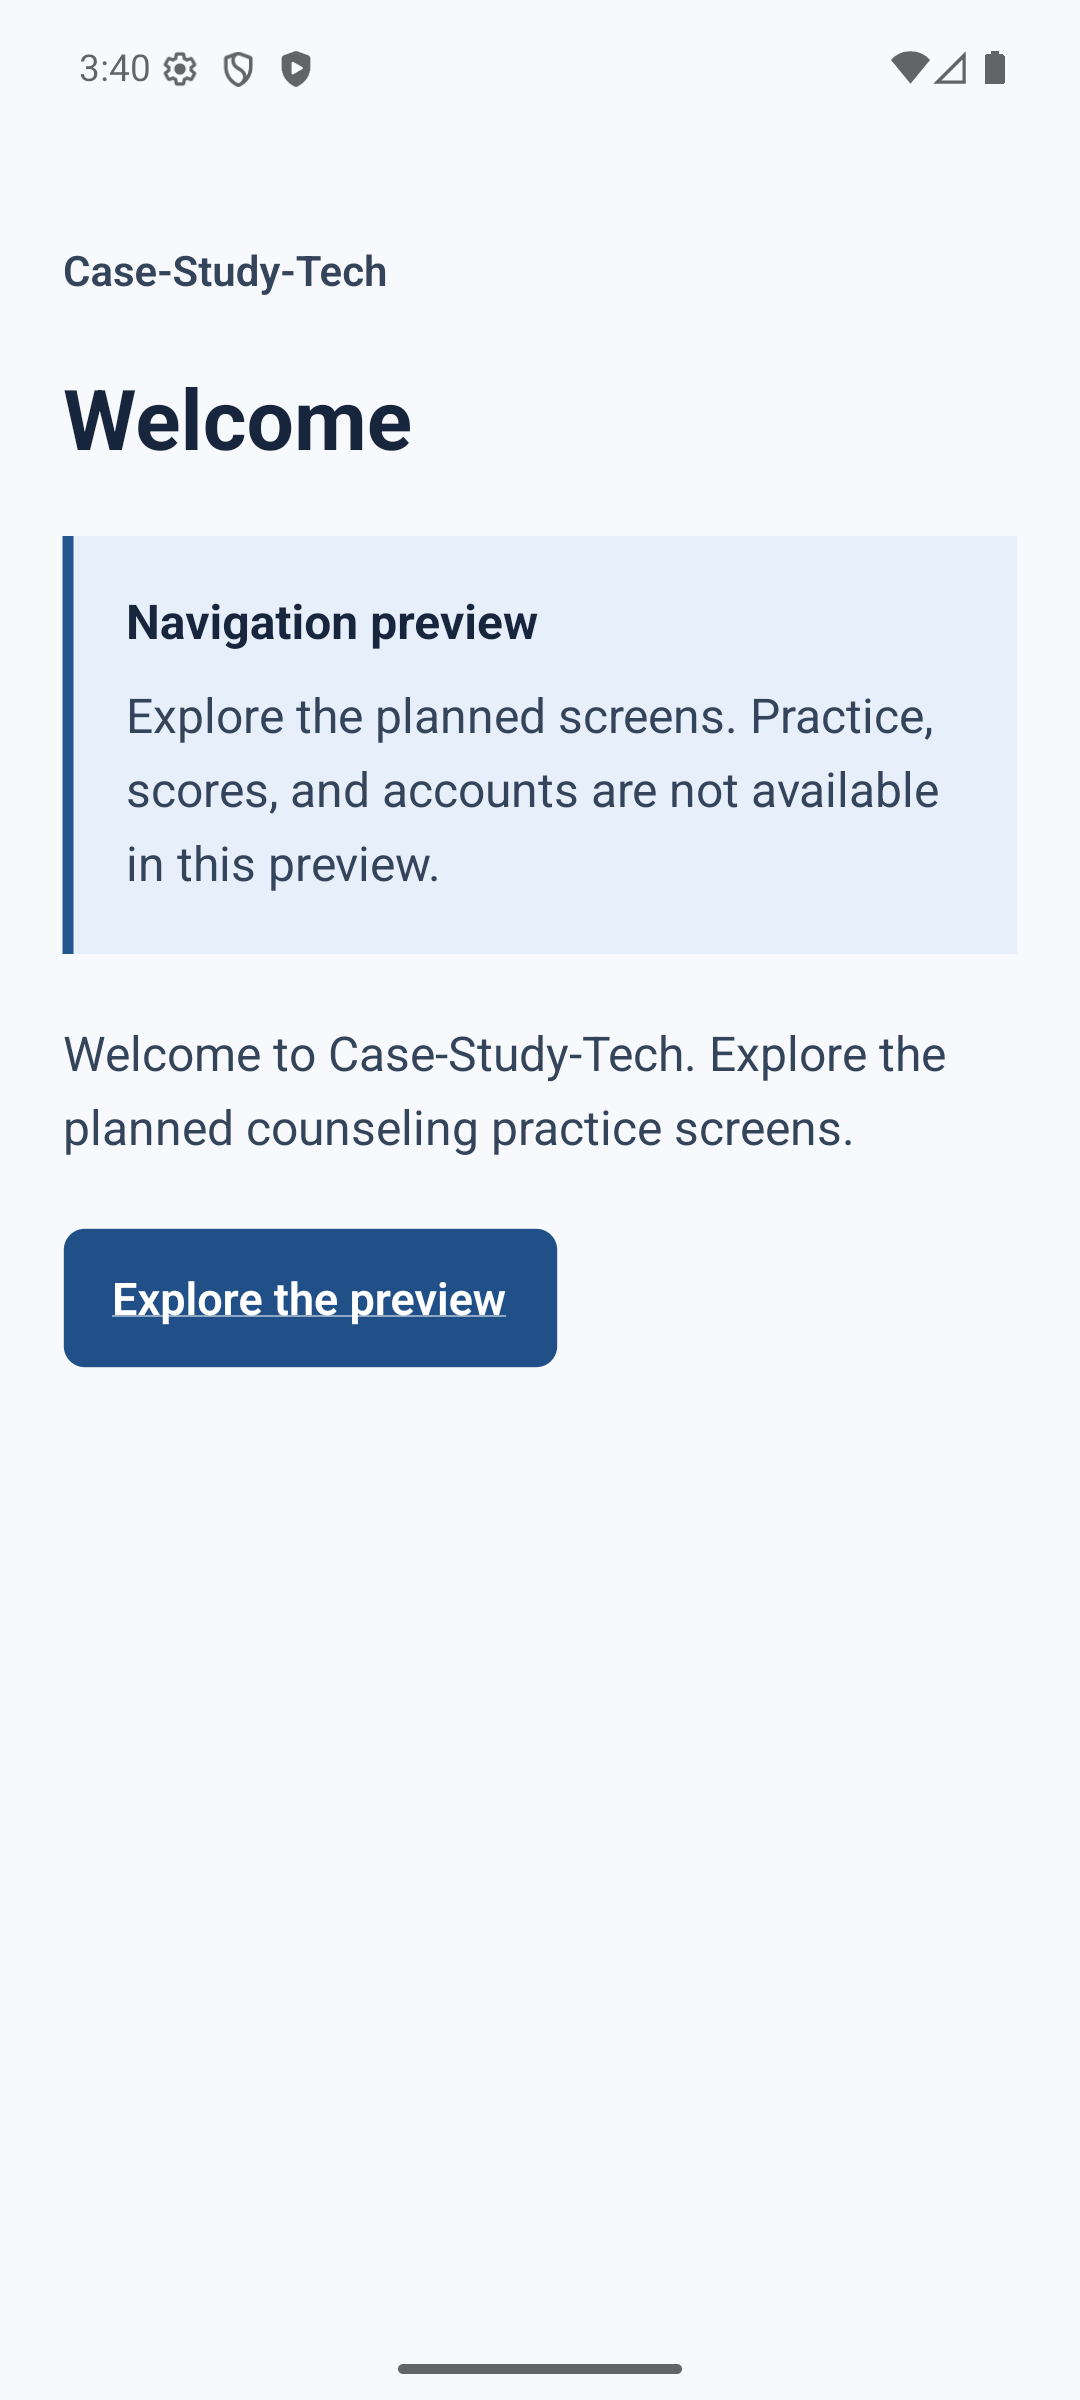 3:40
Case-Study-Tech
Welcome
Navigation preview
Explore the planned screens. Practice,
scores, and accounts are not available
in this preview.
Welcome to Case-Study-Tech. Explore the
planned counseling practice screens.
Explore the preview